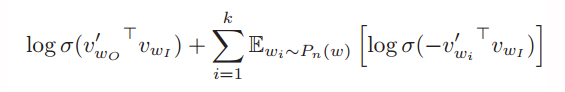 log σ(v′_{w_O}^⊤ v_{w_I}) + ∑_{i=1}^{k} 𝔼_{w_i∼P_n(w)} [log σ(−v′_{w_i}^⊤ v_{w_I})]